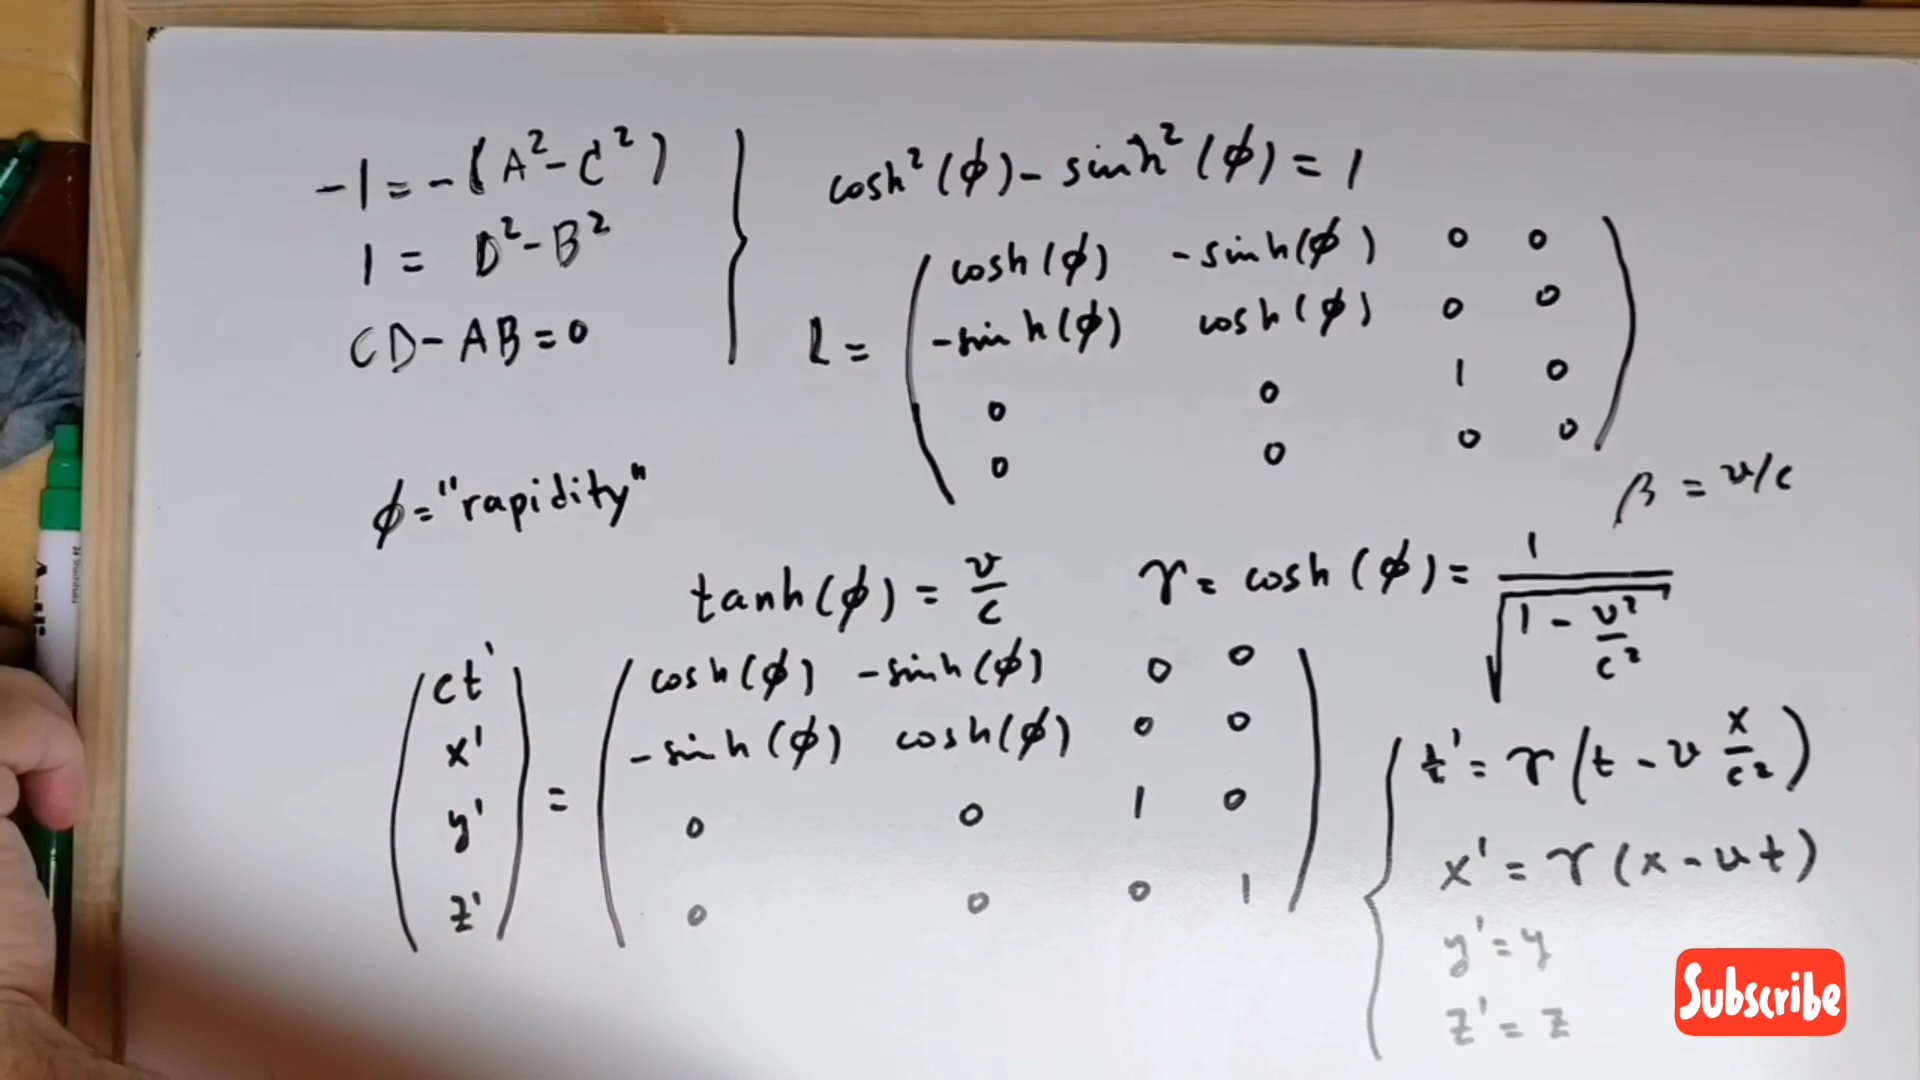 -1 = -(A² - C²)
1 = D² - B²
CD - AB = 0
cosh²(ϕ) - sinh²(ϕ) = 1
L = ( cosh(ϕ) -sinh(ϕ) 0 0
-sinh(ϕ) cosh(ϕ) 0 0
0 0 1 0
0 0 0 0 )
ϕ = "rapidity"
β = v/c
tanh(ϕ) = v/c
γ = cosh(ϕ) = 1/√(1 - v²/c²)
( ct' x' y' z' ) = ( cosh(ϕ) -sinh(ϕ) 0 0
-sinh(ϕ) cosh(ϕ) 0 0
0 0 1 0
0 0 0 1 )
t' = γ(t - v x/c²)
x' = γ(x - vt)
y' = y
z' = z
Subscribe